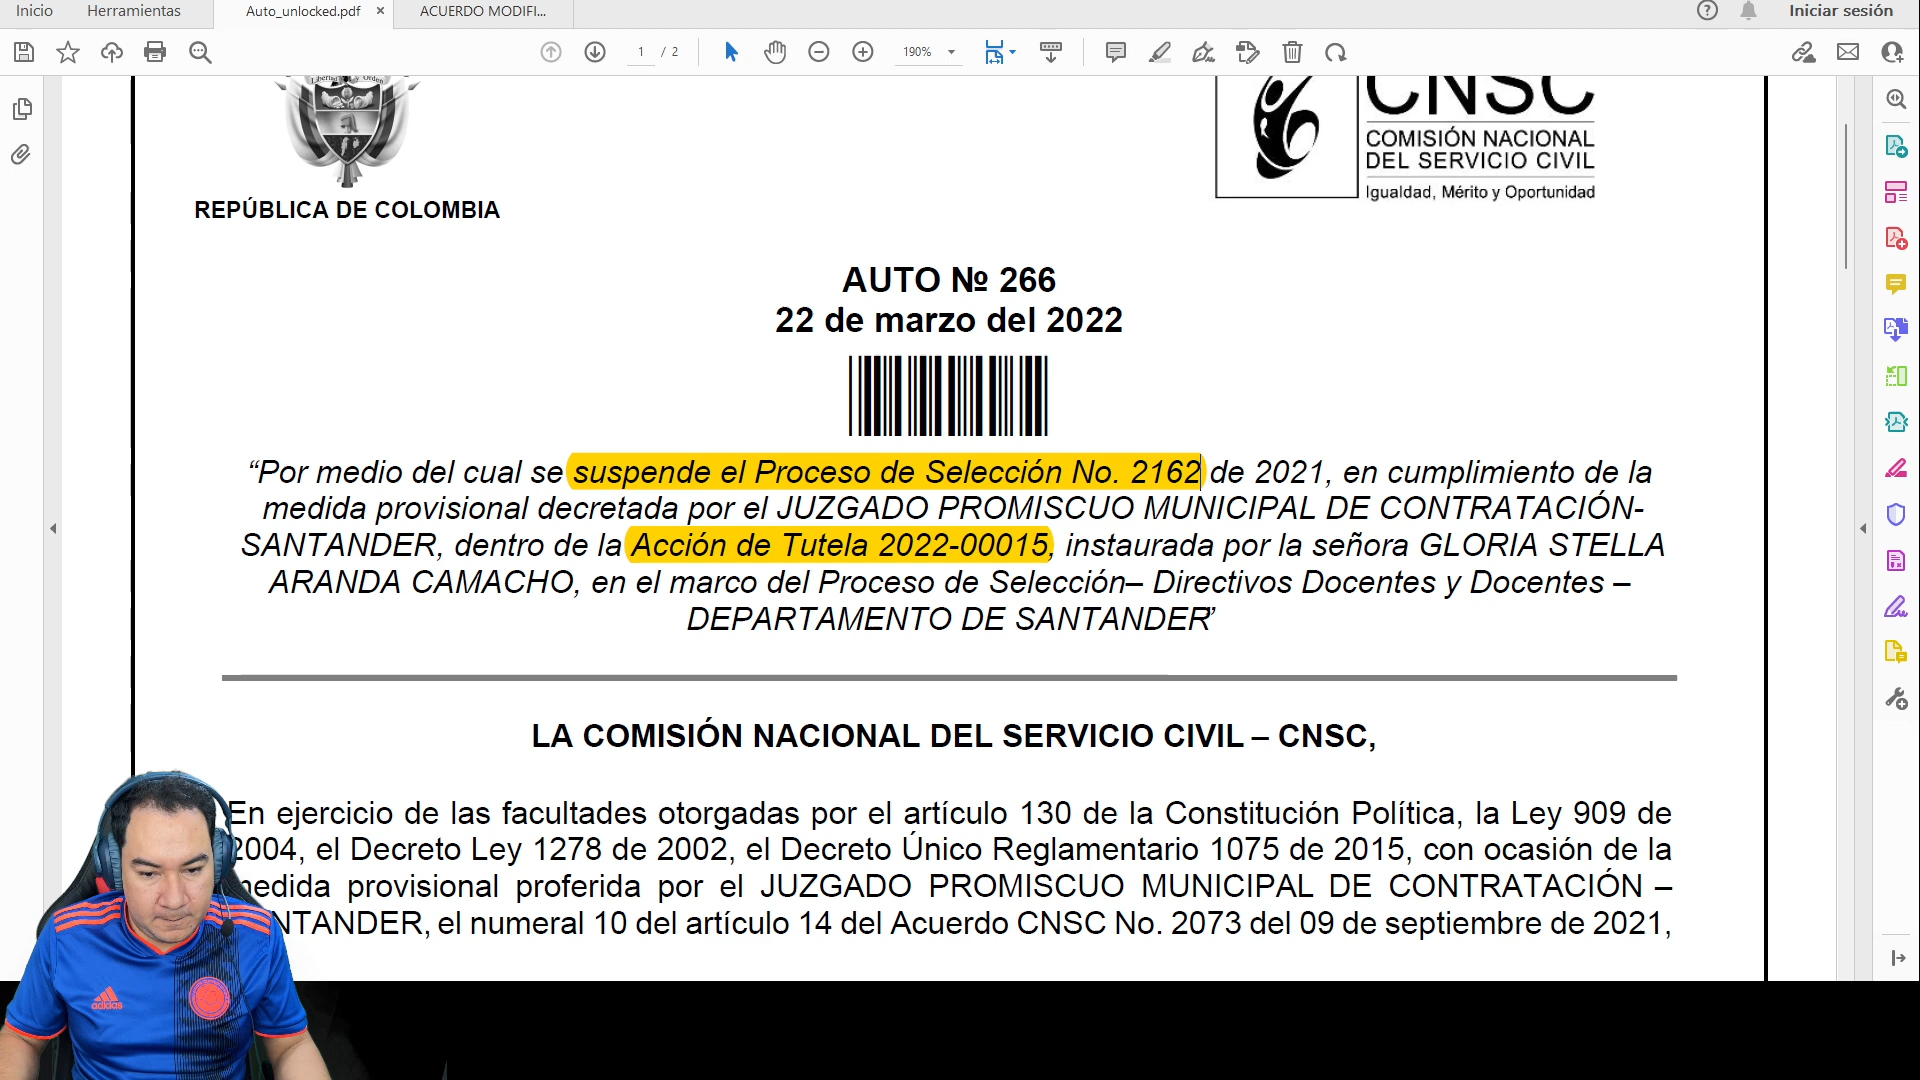 Inicio
Herramientas
Auto_unlocked.pdf ×
ACUERDO MODIFI...
Iniciar sesión
1 / 2
190%
Libertad y Orden
REPÚBLICA DE COLOMBIA
CNSC
COMISIÓN NACIONAL
DEL SERVICIO CIVIL
Igualdad, Mérito y Oportunidad
AUTO № 266
22 de marzo del 2022
“Por medio del cual se suspende el Proceso de Selección No. 2162 de 2021, en cumplimiento de la
medida provisional decretada por el JUZGADO PROMISCUO MUNICIPAL DE CONTRATACIÓN-
SANTANDER, dentro de la Acción de Tutela 2022-00015, instaurada por la señora GLORIA STELLA
ARANDA CAMACHO, en el marco del Proceso de Selección– Directivos Docentes y Docentes –
DEPARTAMENTO DE SANTANDER”
LA COMISIÓN NACIONAL DEL SERVICIO CIVIL – CNSC,
En ejercicio de las facultades otorgadas por el artículo 130 de la Constitución Política, la Ley 909 de
2004, el Decreto Ley 1278 de 2002, el Decreto Único Reglamentario 1075 de 2015, con ocasión de la
medida provisional proferida por el JUZGADO PROMISCUO MUNICIPAL DE CONTRATACIÓN –
NTANDER, el numeral 10 del artículo 14 del Acuerdo CNSC No. 2073 del 09 de septiembre de 2021,
adidas